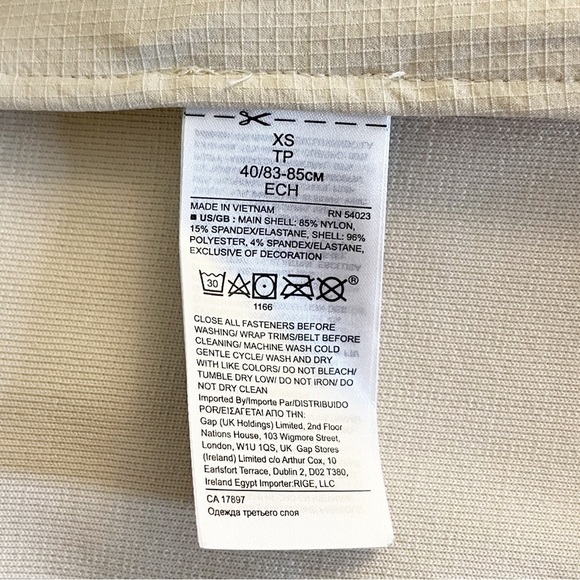 XS
TP
40/83-85см
ECH
MADE IN VIETNAM RN 54023
■ US/GB : MAIN SHELL: 85% NYLON,
15% SPANDEX/ELASTANE, SHELL: 96%
POLYESTER, 4% SPANDEX/ELASTANE,
EXCLUSIVE OF DECORATION
30 ®
1166
CLOSE ALL FASTENERS BEFORE
WASHING/ WRAP TRIMS/BELT BEFORE
CLEANING/ MACHINE WASH COLD
GENTLE CYCLE/ WASH AND DRY
WITH LIKE COLORS/ DO NOT BLEACH/
TUMBLE DRY LOW/ DO NOT IRON/ DO
NOT DRY CLEAN
Imported By/Importe Par/DISTRIBUIDO
POR/ΕΙΣΑΓΕΤΑΙ ΑΠΟ ΤΗΝ:
Gap (UK Holdings) Limited, 2nd Floor
Nations House, 103 Wigmore Street,
London, W1U 1QS, UK Gap Stores
(Ireland) Limited c/o Arthur Cox, 10
Earlsfort Terrace, Dublin 2, D02 T380,
Ireland Egypt Importer:RIGE, LLC
CA 17897
Одежда третьего слоя